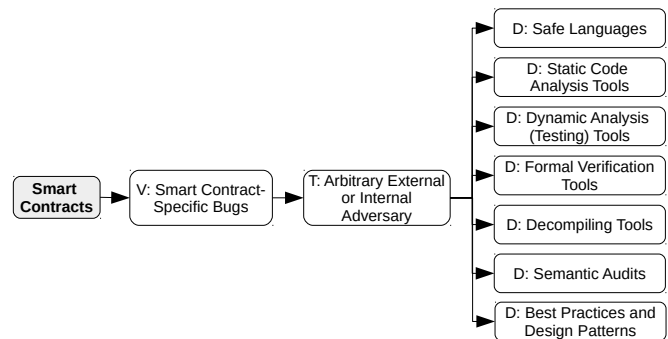 Smart
Contracts
V: Smart Contract-
Specific Bugs
T: Arbitrary External
or Internal
Adversary
D: Safe Languages
D: Static Code
Analysis Tools
D: Dynamic Analysis
(Testing) Tools
D: Formal Verification
Tools
D: Decompiling Tools
D: Semantic Audits
D: Best Practices and
Design Patterns